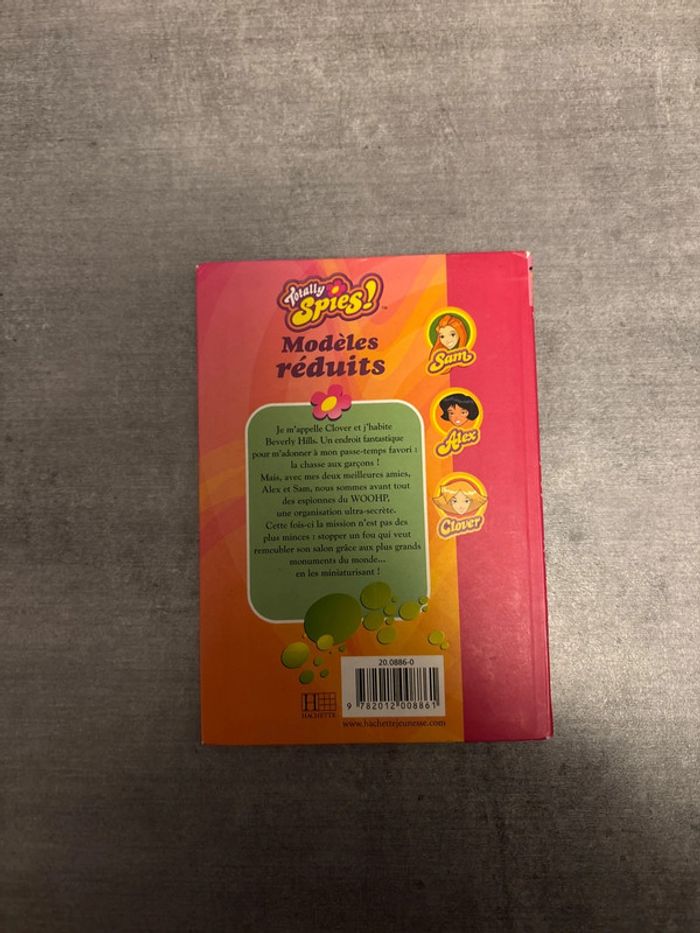 Totally
Spies!
TM
Modèles
réduits
Sam
Alex
Clover
Je m'appelle Clover et j'habite
Beverly Hills. Un endroit fantastique
pour m'adonner à mon passe-temps favori :
la chasse aux garçons !
Mais, avec mes deux meilleures amies,
Alex et Sam, nous sommes avant tout
des espionnes du WOOHP,
une organisation ultra-secrète.
Cette fois-ci la mission n'est pas des
plus minces : stopper un fou qui veut
remeubler son salon grâce aux plus grands
monuments du monde...
en les miniaturisant !
20.0886-0
9 782012 008861
H
HACHETTE
www.hachettejeunesse.com